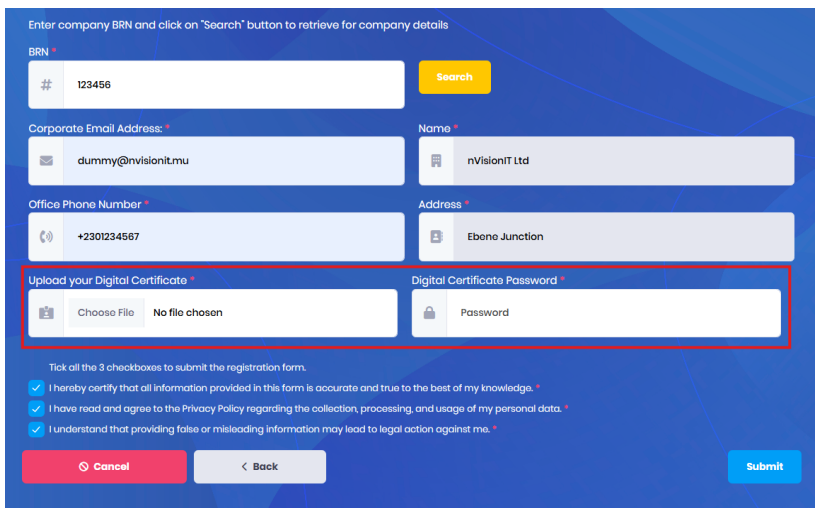 Enter company BRN and click on "Search" button to retrieve for company details
BRN *
# 123456
Search
Corporate Email Address: *
Name *
dummy@nvisionit.mu
nVisionIT Ltd
Office Phone Number *
Address *
+2301234567
Ebene Junction
Upload your Digital Certificate *
Digital Certificate Password *
Choose File No file chosen
Password
Tick all the 3 checkboxes to submit the registration form.
I hereby certify that all information provided in this form is accurate and true to the best of my knowledge. *
I have read and agree to the Privacy Policy regarding the collection, processing, and usage of my personal data. *
I understand that providing false or misleading information may lead to legal action against me. *
Cancel
< Back
Submit